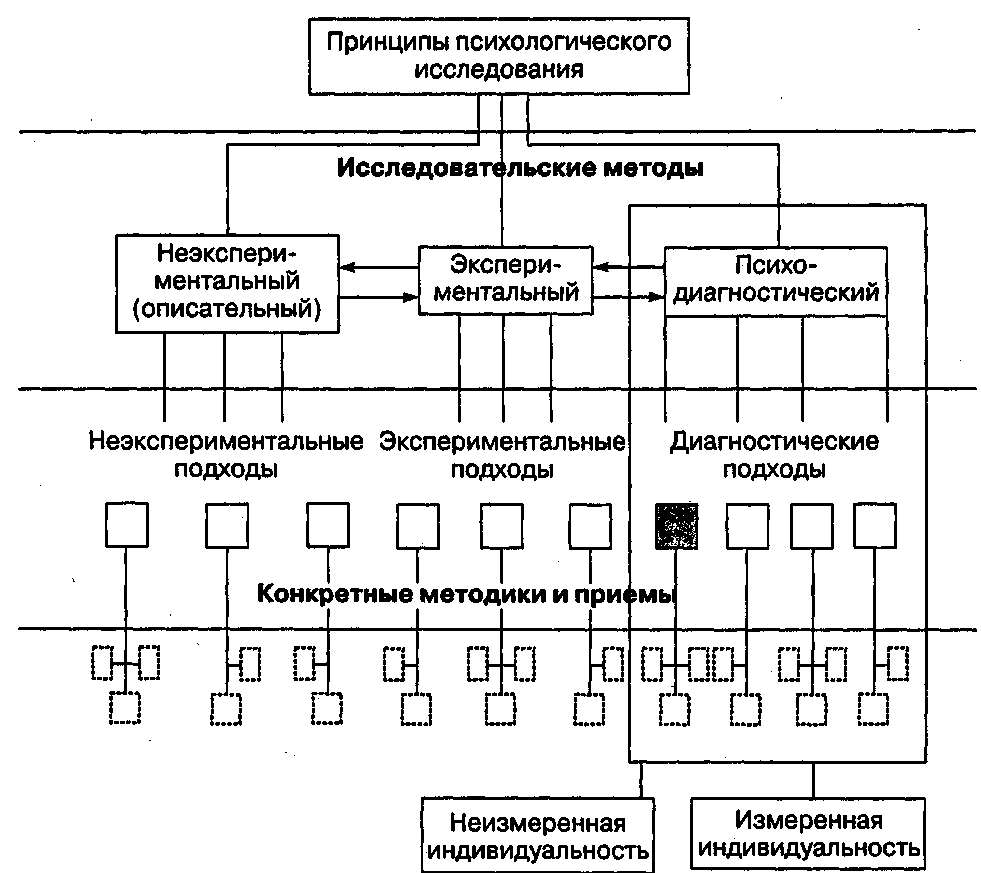 Принципы психологического
исследования
Исследовательские методы
Неэкспери-
ментальный
(описательный)
Экспери-
ментальный
Психо-
диагностический
Неэкспериментальные
подходы
Экспериментальные
подходы
Диагностические
подходы
Конкретные методики и приемы
Неизмеренная
индивидуальность
Измеренная
индивидуальность